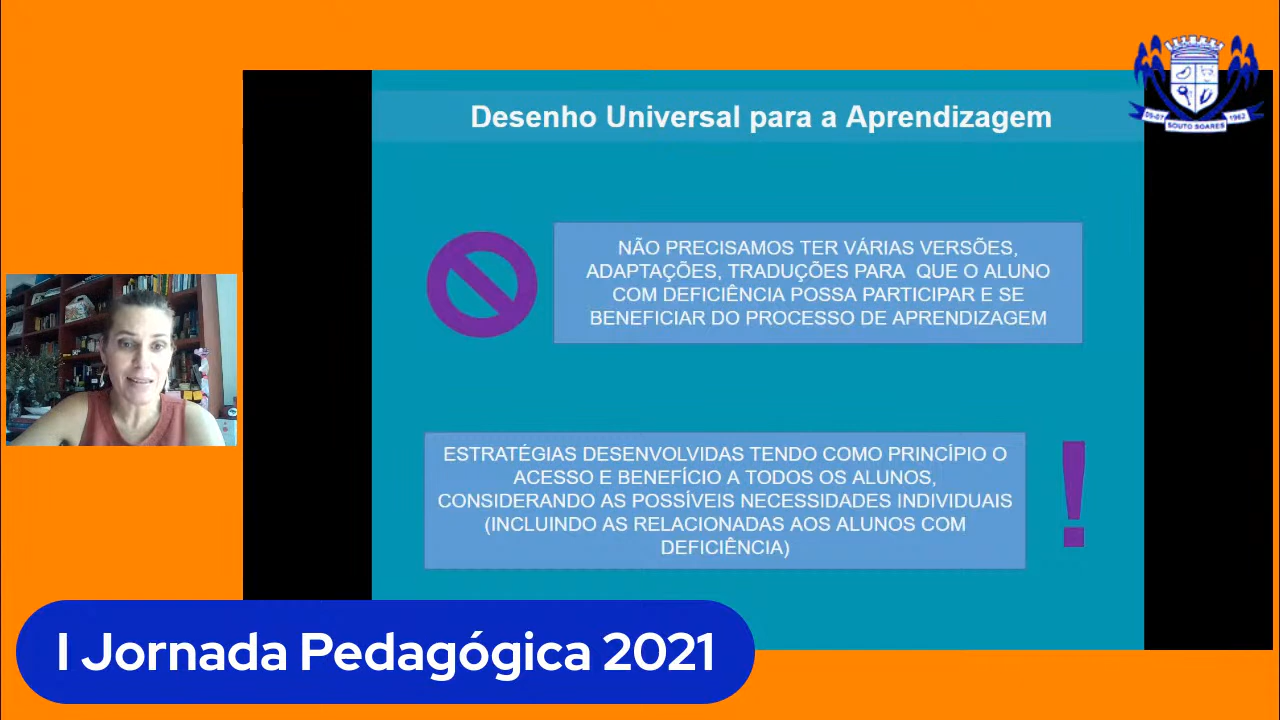 Desenho Universal para a Aprendizagem
NÃO PRECISAMOS TER VÁRIAS VERSÕES,
ADAPTAÇÕES, TRADUÇÕES PARA QUE O ALUNO
COM DEFICIÊNCIA POSSA PARTICIPAR E SE
BENEFICIAR DO PROCESSO DE APRENDIZAGEM
ESTRATÉGIAS DESENVOLVIDAS TENDO COMO PRINCÍPIO O
ACESSO E BENEFÍCIO A TODOS OS ALUNOS,
CONSIDERANDO AS POSSÍVEIS NECESSIDADES INDIVIDUAIS
(INCLUINDO AS RELACIONADAS AOS ALUNOS COM
DEFICIÊNCIA)
09-07 SOUTO SOARES 1962
I Jornada Pedagógica 2021